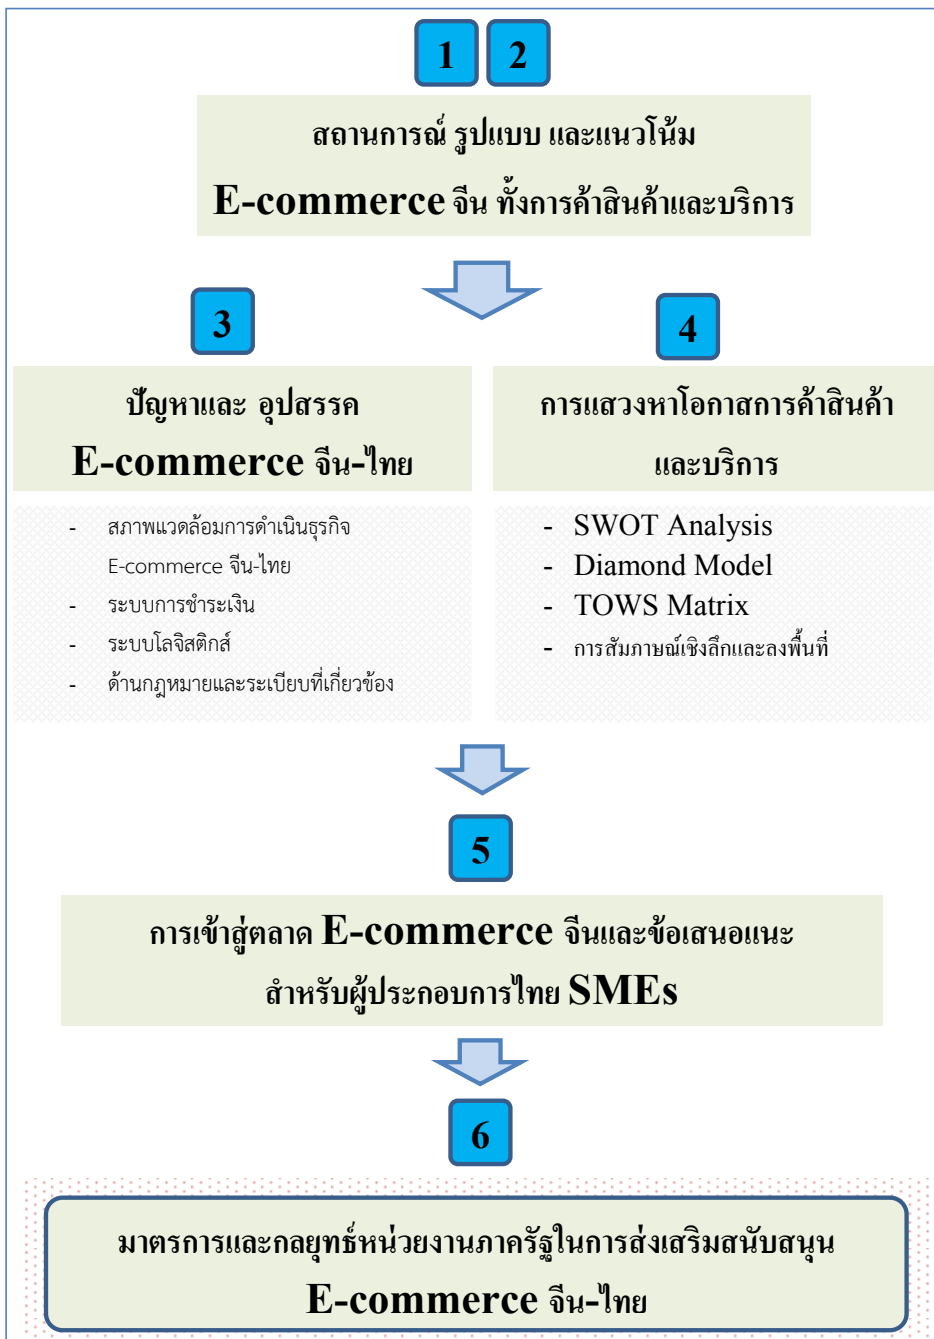 1 2
สถานการณ์ รูปแบบ และแนวโน้ม
E-commerce จีน ทั้งการค้าสินค้าและบริการ
3
ปัญหาและ อุปสรรค
E-commerce จีน-ไทย
- สภาพแวดล้อมการดำเนินธุรกิจ
E-commerce จีน-ไทย
- ระบบการชำระเงิน
- ระบบโลจิสติกส์
- ด้านกฎหมายและระเบียบที่เกี่ยวข้อง
4
การแสวงหาโอกาสการค้าสินค้า
และบริการ
- SWOT Analysis
- Diamond Model
- TOWS Matrix
- การสัมภาษณ์เชิงลึกและลงพื้นที่
5
การเข้าสู่ตลาด E-commerce จีนและข้อเสนอแนะ
สำหรับผู้ประกอบการไทย SMEs
6
มาตรการและกลยุทธ์หน่วยงานภาครัฐในการส่งเสริมสนับสนุน
E-commerce จีน-ไทย